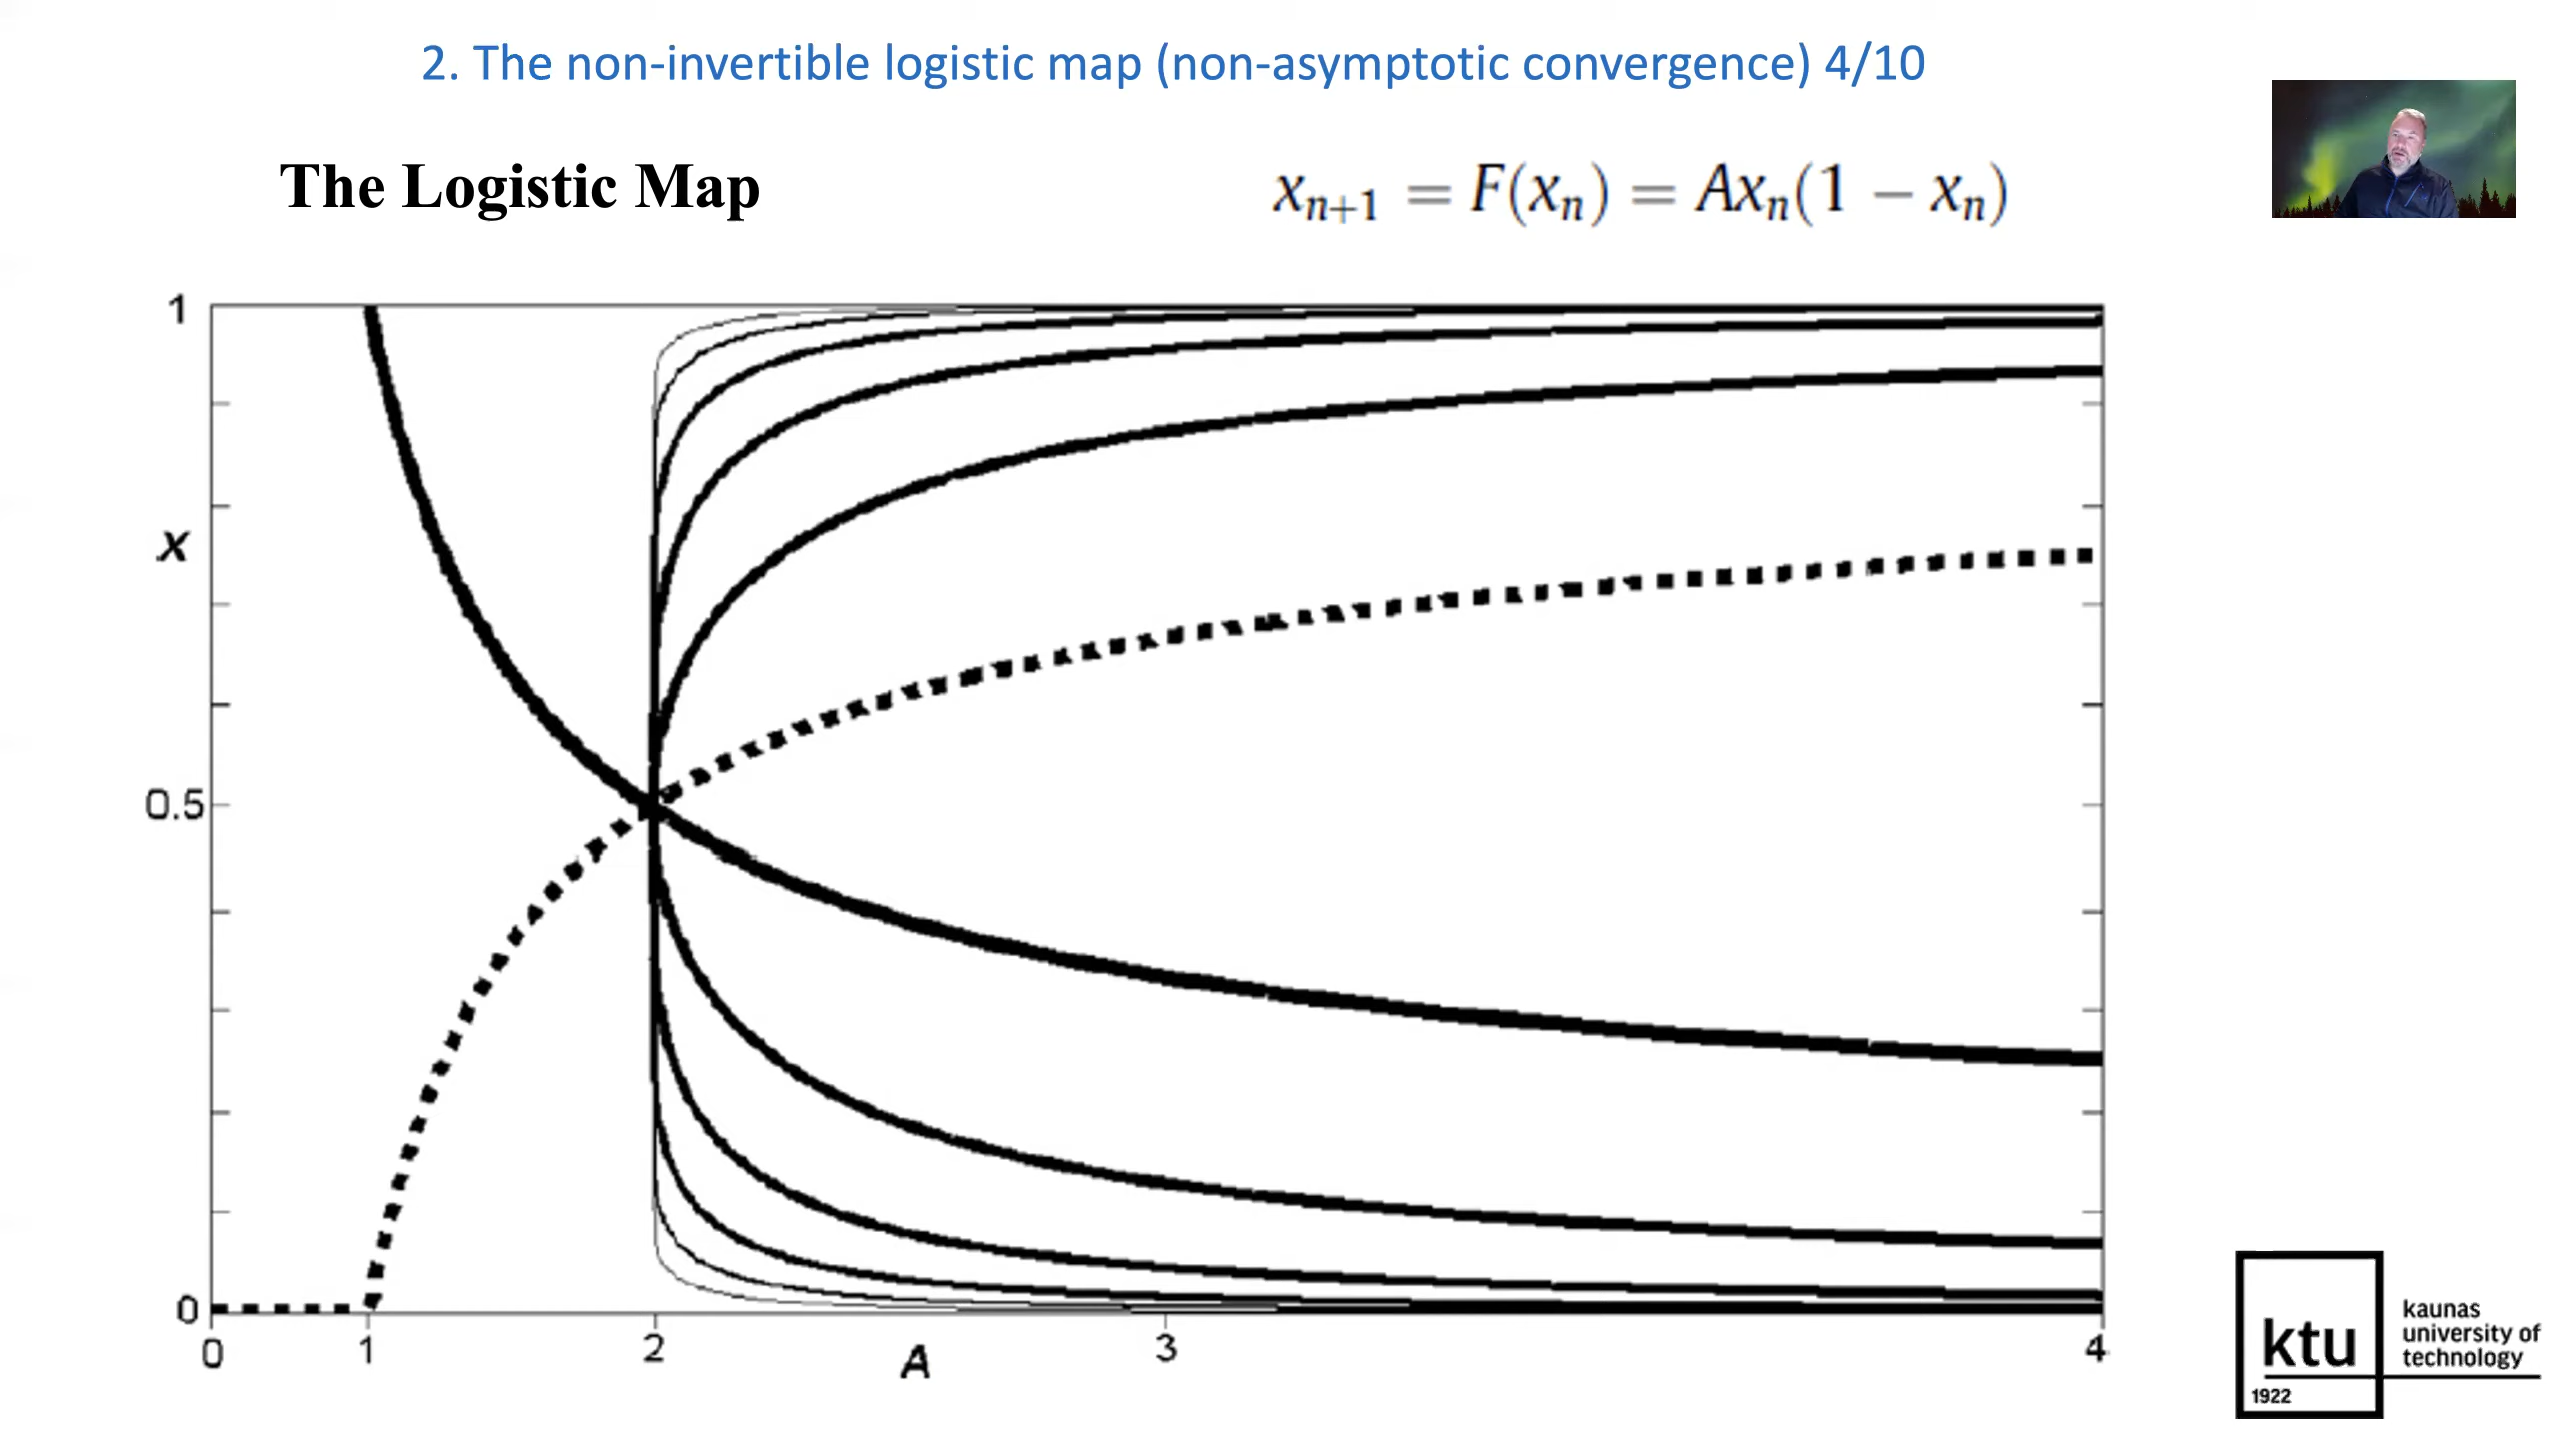 2. The non-invertible logistic map (non-asymptotic convergence) 4/10
The Logistic Map
xₙ₊₁ = F(xₙ) = Axₙ(1 − xₙ)
1
x
0.5
0
0 1 2 A 3 4
ktu
1922
kaunas
university of
technology